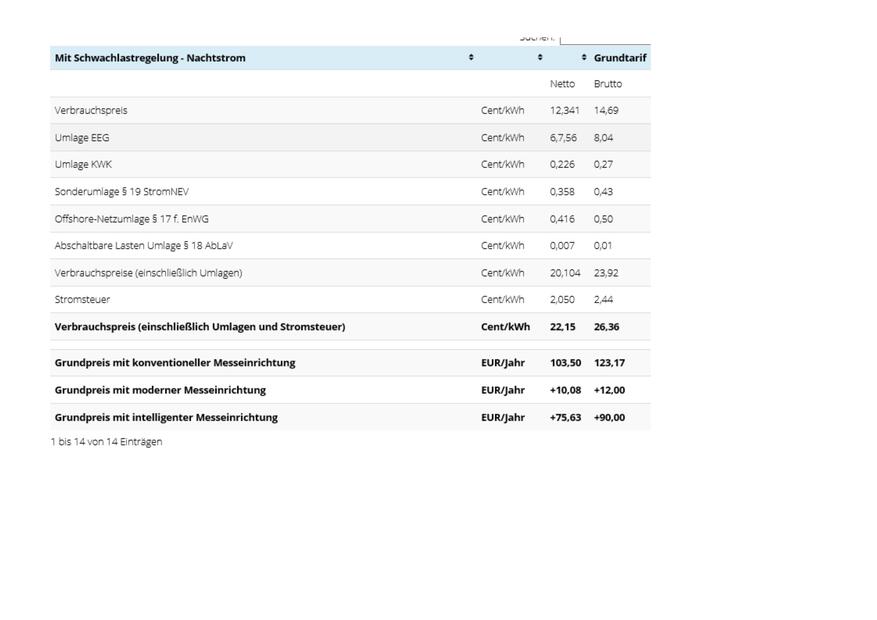 Suchen:
Mit Schwachlastregelung - Nachtstrom Grundtarif
Netto Brutto
Verbrauchspreis Cent/kWh 12,341 14,69
Umlage EEG Cent/kWh 6,7,56 8,04
Umlage KWK Cent/kWh 0,226 0,27
Sonderumlage § 19 StromNEV Cent/kWh 0,358 0,43
Offshore-Netzumlage § 17 f. EnWG Cent/kWh 0,416 0,50
Abschaltbare Lasten Umlage § 18 AbLaV Cent/kWh 0,007 0,01
Verbrauchspreise (einschließlich Umlagen) Cent/kWh 20,104 23,92
Stromsteuer Cent/kWh 2,050 2,44
Verbrauchspreis (einschließlich Umlagen und Stromsteuer) Cent/kWh 22,15 26,36
Grundpreis mit konventioneller Messeinrichtung EUR/Jahr 103,50 123,17
Grundpreis mit moderner Messeinrichtung EUR/Jahr +10,08 +12,00
Grundpreis mit intelligenter Messeinrichtung EUR/Jahr +75,63 +90,00
1 bis 14 von 14 Einträgen